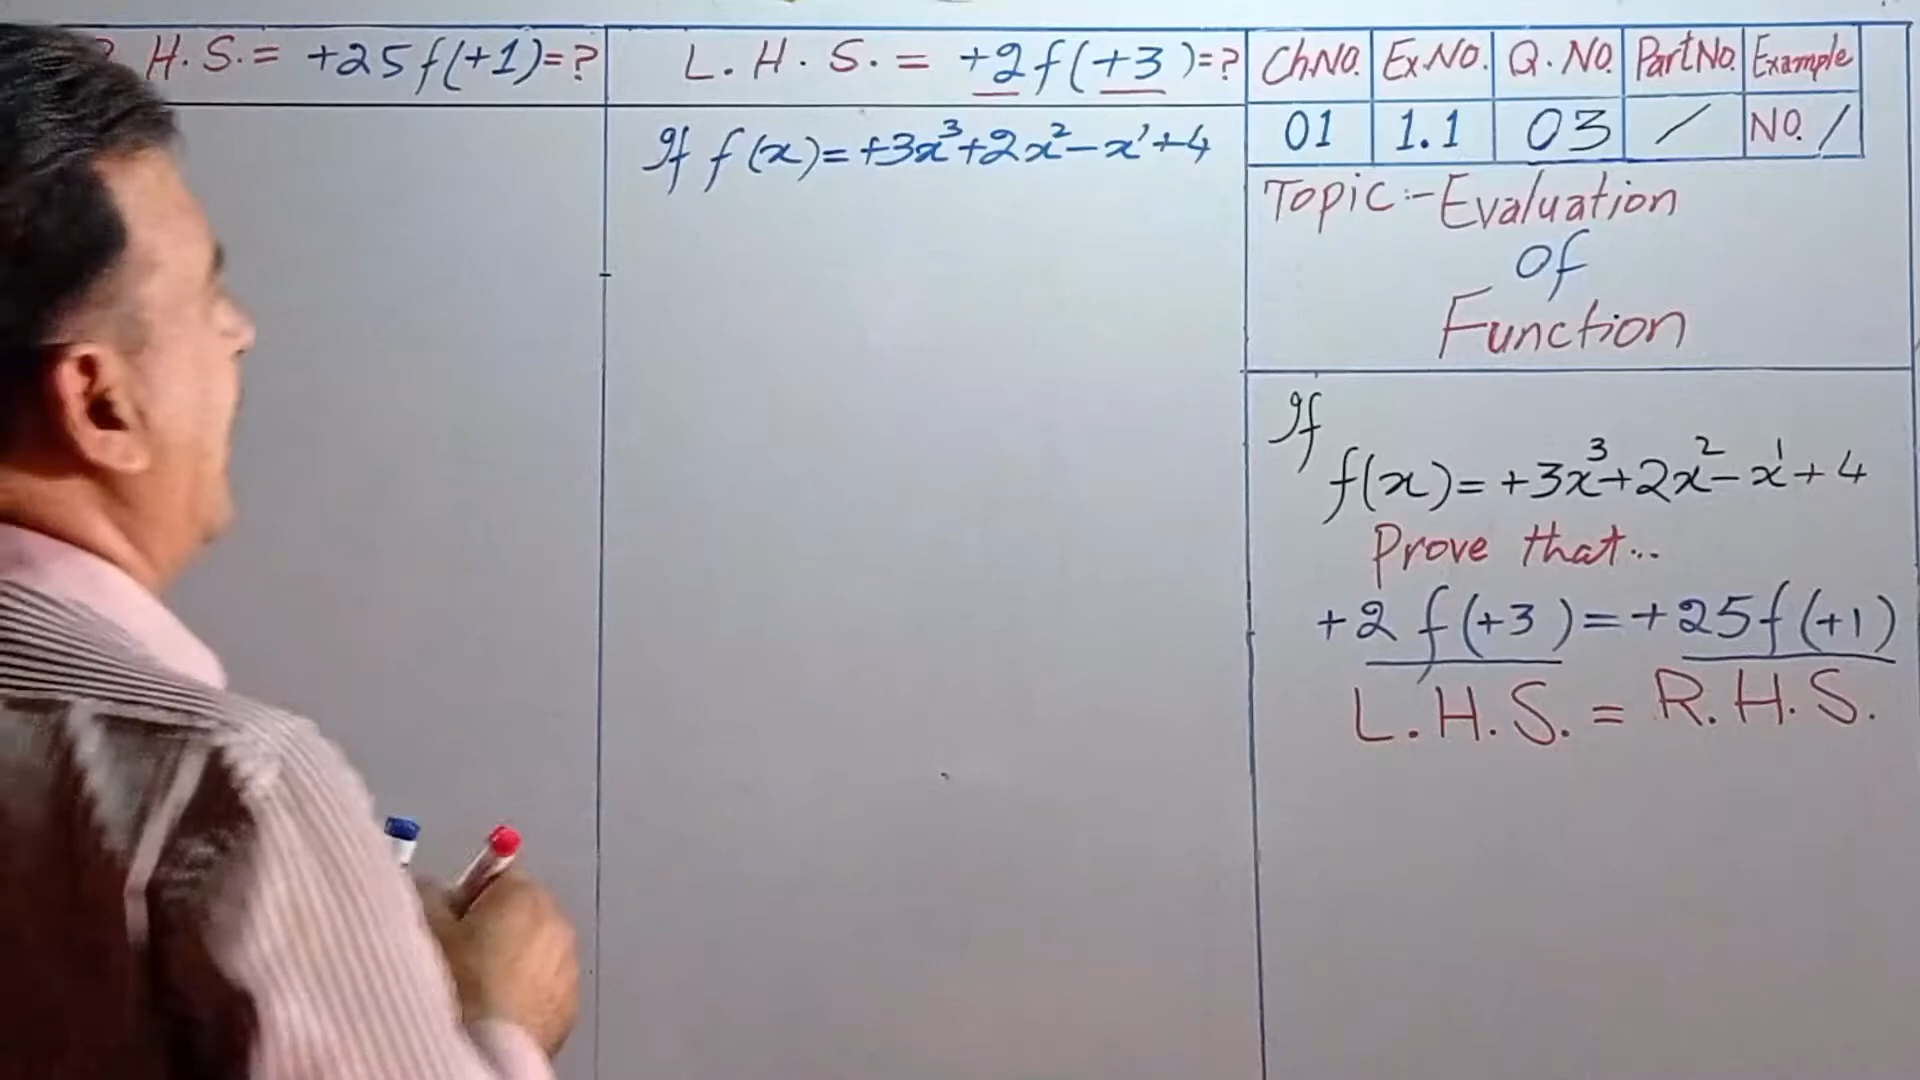 H.S.= +25f(+1)=?
L.H.S.= +2f(+3)=?
Ch.NO. Ex.NO. Q.NO. Part NO. Example
01 1.1 03 / NO. /
If f(x)=+3x³+2x²-x¹+4
Topic:-Evaluation
Of
Function
If
f(x)=+3x³+2x²-x¹+4
Prove that...
+2f(+3)=+25f(+1)
L.H.S. = R.H.S.